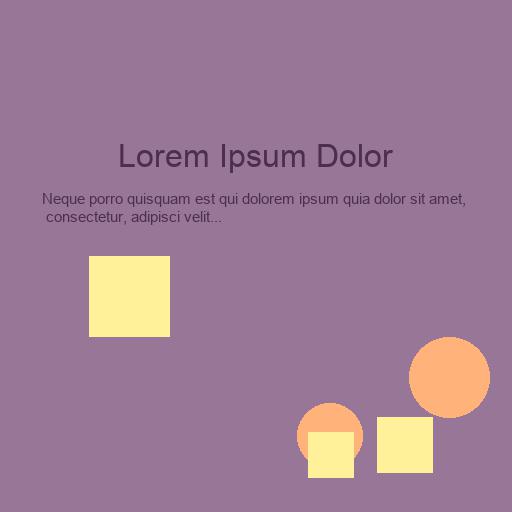 Lorem Ipsum Dolor
Neque porro quisquam est qui dolorem ipsum quia dolor sit amet,
consectetur, adipisci velit...